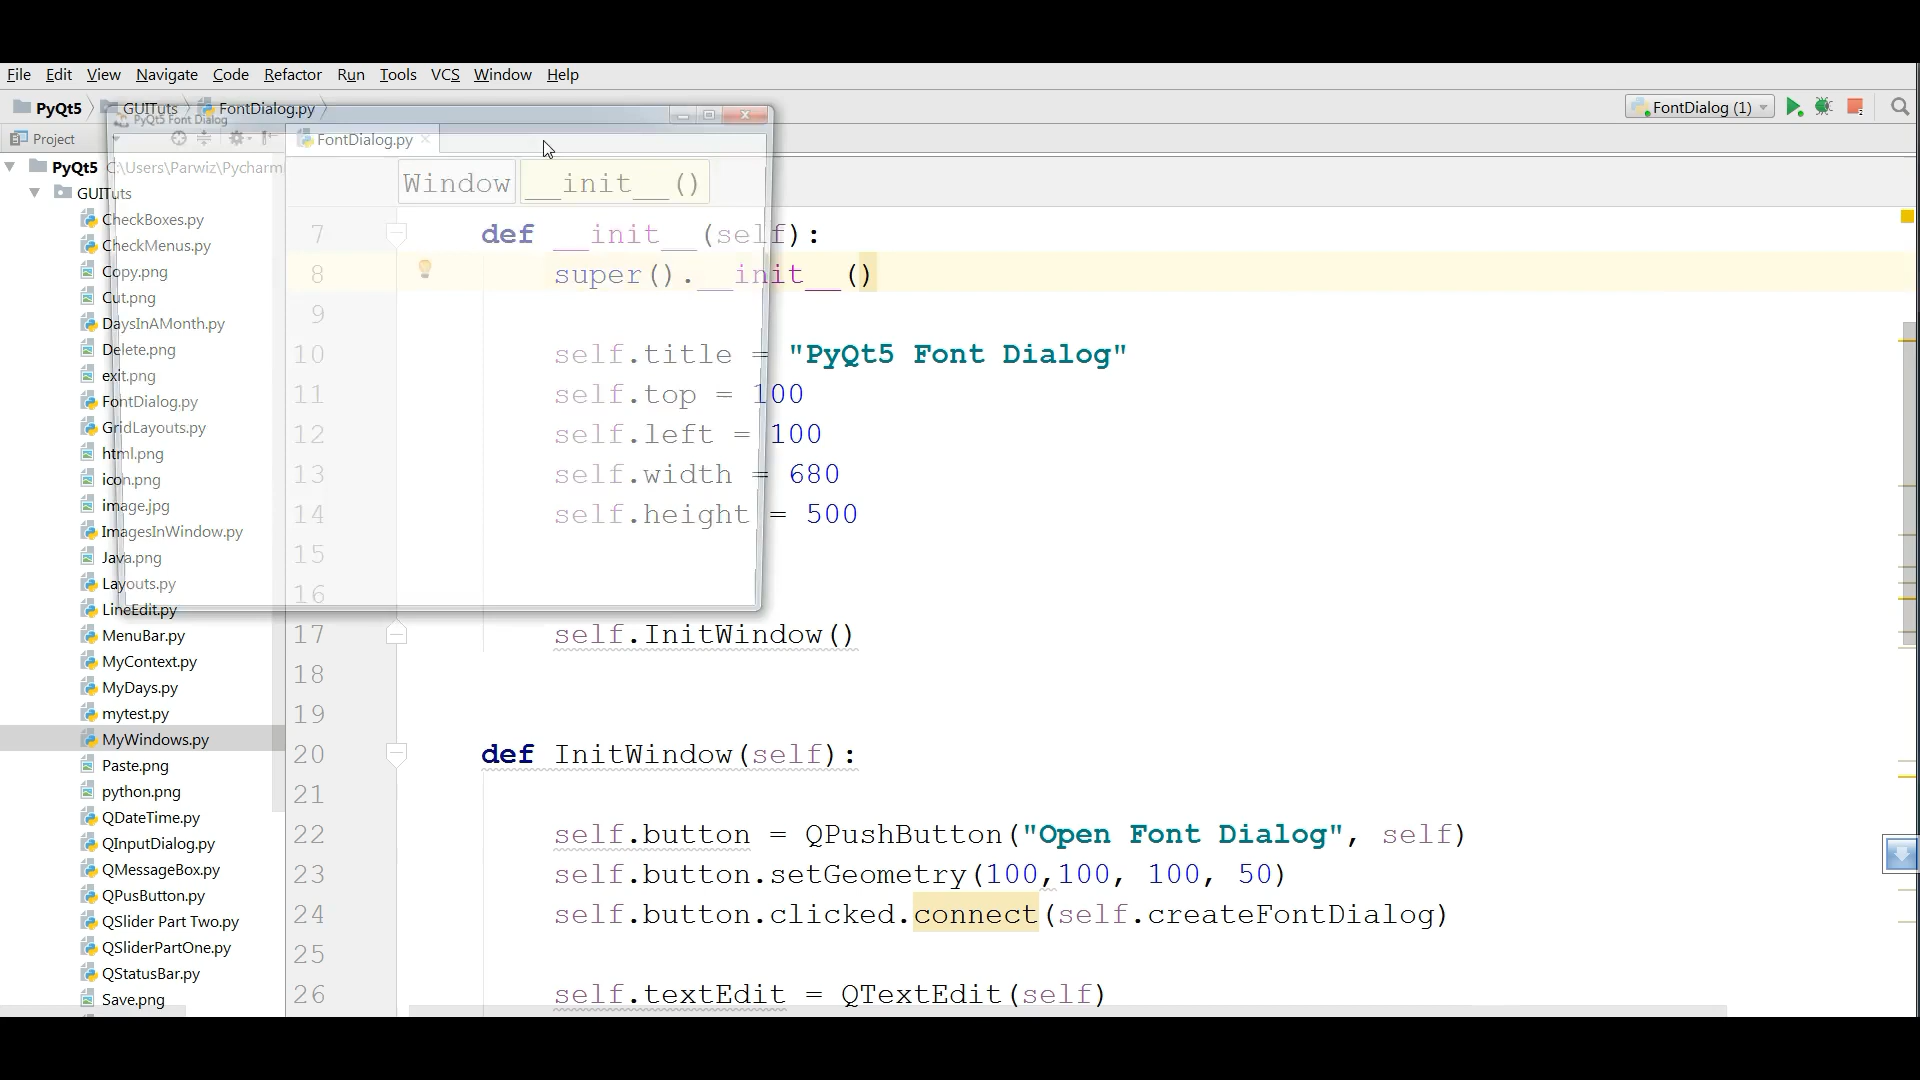 File Edit View Navigate Code Refactor Run Tools VCS Window Help
PyQt5 GUITuts FontDialog.py FontDialog (1)
PyQt5 Font Dialog
Project FontDialog.py
PyQt5 C:\Users\Parwiz\Pycharm
GUITuts
CheckBoxes.py
CheckMenus.py
Copy.png
Cut.png
DaysInAMonth.py
Delete.png
exit.png
FontDialog.py
GridLayouts.py
html.png
icon.png
image.jpg
ImagesInWindow.py
Java.png
Layouts.py
LineEdit.py
MenuBar.py
MyContext.py
MyDays.py
mytest.py
MyWindows.py
Paste.png
python.png
QDateTime.py
QInputDialog.py
QMessageBox.py
QPusButton.py
QSlider Part Two.py
QSliderPartOne.py
QStatusBar.py
Save.png
Window __init__()
7 def __init__(self):
8 super().__init__()
9
10 self.title = "PyQt5 Font Dialog"
11 self.top = 100
12 self.left = 100
13 self.width = 680
14 self.height = 500
15
16
17 self.InitWindow()
18
19
20 def InitWindow(self):
21
22 self.button = QPushButton("Open Font Dialog", self)
23 self.button.setGeometry(100,100, 100, 50)
24 self.button.clicked.connect(self.createFontDialog)
25
26 self.textEdit = QTextEdit(self)